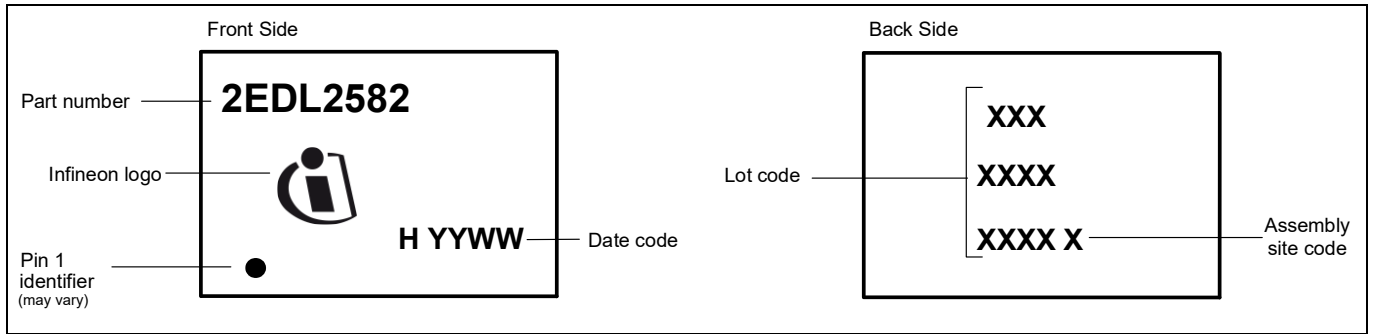 Front Side
Part number
2EDL2582
Infineon logo
H YYWW
Date code
Pin 1
identifier
(may vary)
Back Side
XXX
Lot code
XXXX
XXXX X
Assembly
site code